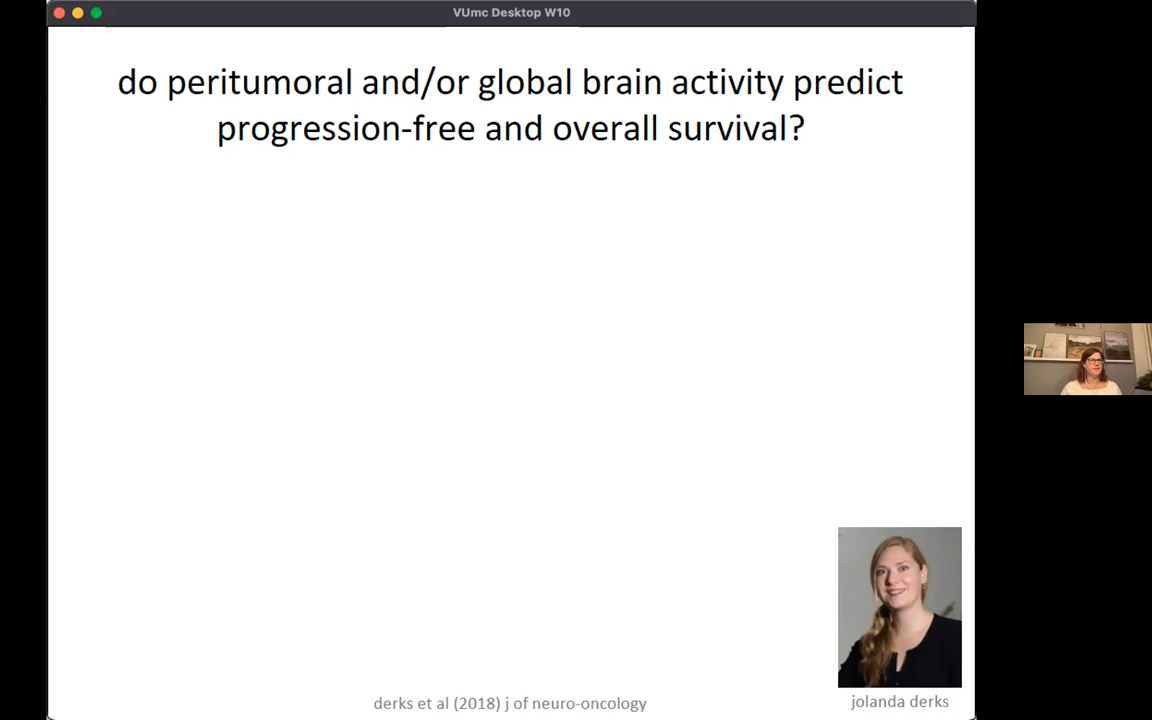 VUmc Desktop W10
do peritumoral and/or global brain activity predict
progression-free and overall survival?
derks et al (2018) j of neuro-oncology
jolanda derks